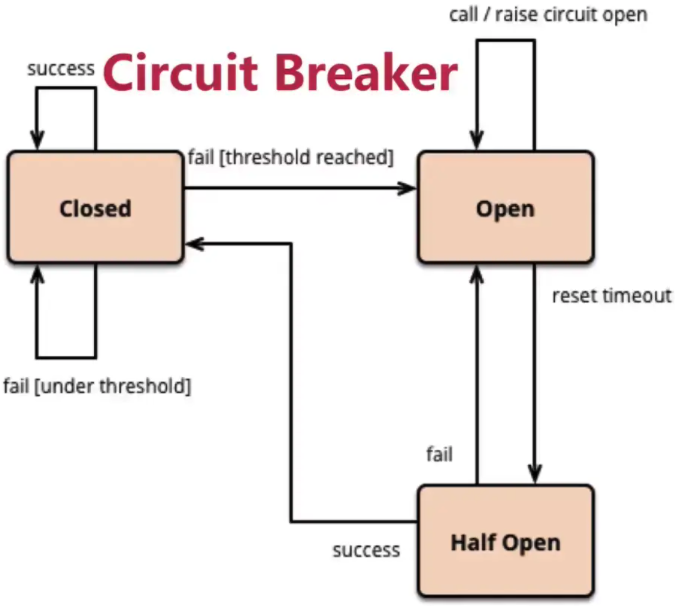 call / raise circuit open
success
Circuit Breaker
fail [threshold reached]
Closed
Open
reset timeout
fail [under threshold]
fail
Half Open
success